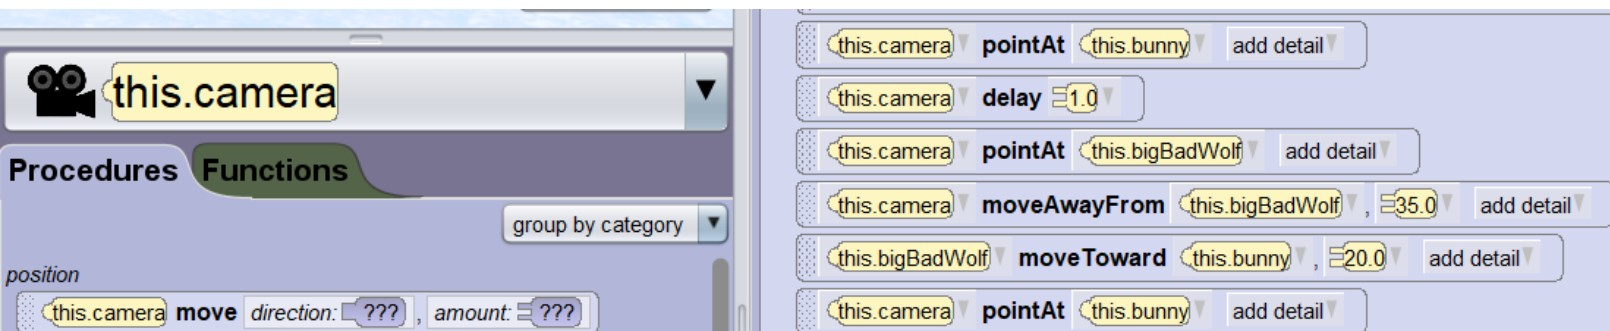 this.camera
Procedures Functions
group by category
position
this.camera move direction: ??? , amount: ???
this.camera pointAt this.bunny add detail
this.camera delay 1.0
this.camera pointAt this.bigBadWolf add detail
this.camera moveAwayFrom this.bigBadWolf , 35.0 add detail
this.bigBadWolf moveToward this.bunny , 20.0 add detail
this.camera pointAt this.bunny add detail